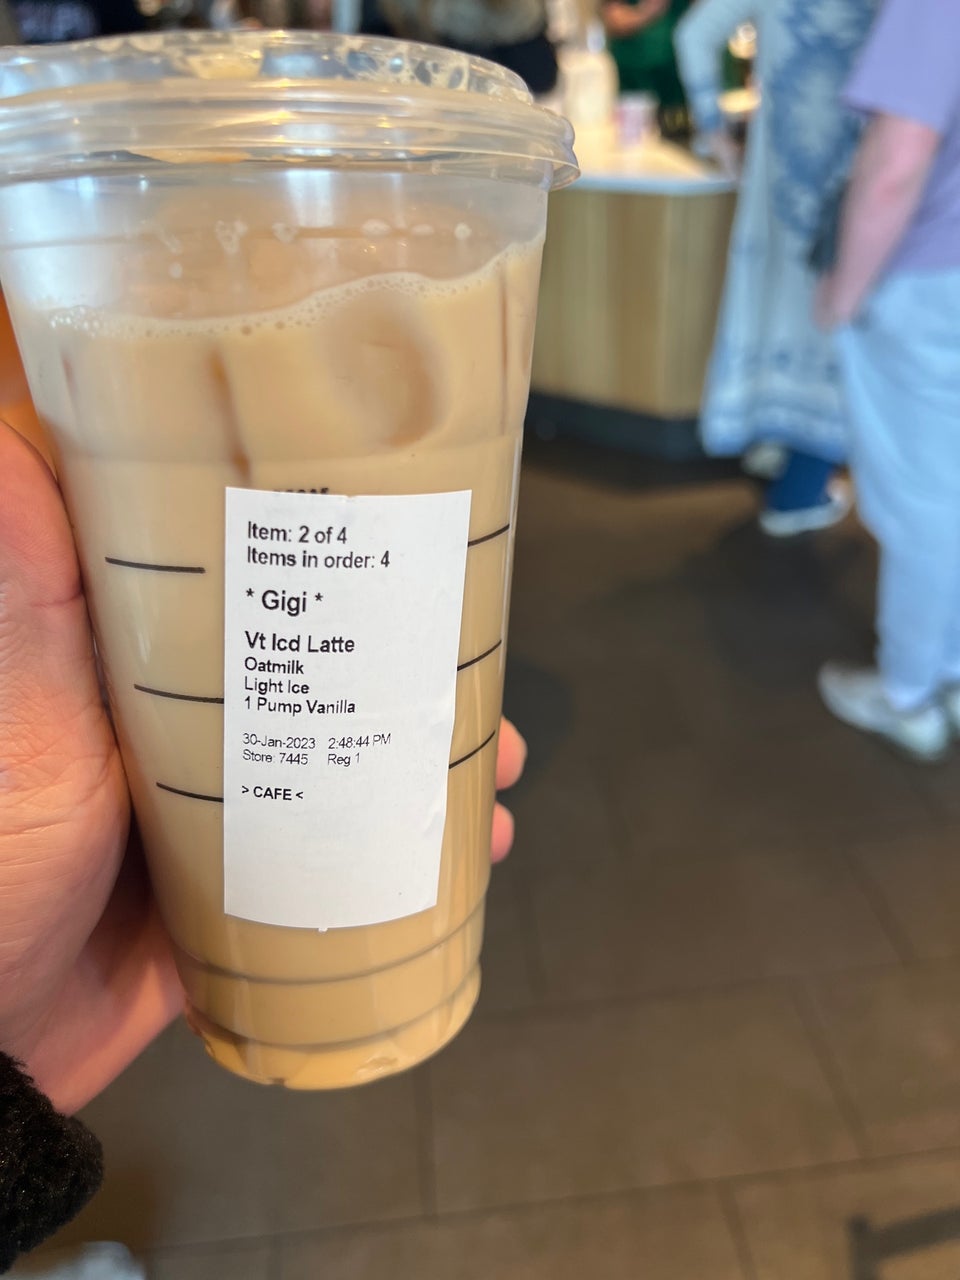 Item: 2 of 4
Items in order: 4
* Gigi *
Vt Icd Latte
Oatmilk
Light Ice
1 Pump Vanilla
30-Jan-2023 2:48:44 PM
Store: 7445 Reg 1
> CAFE <